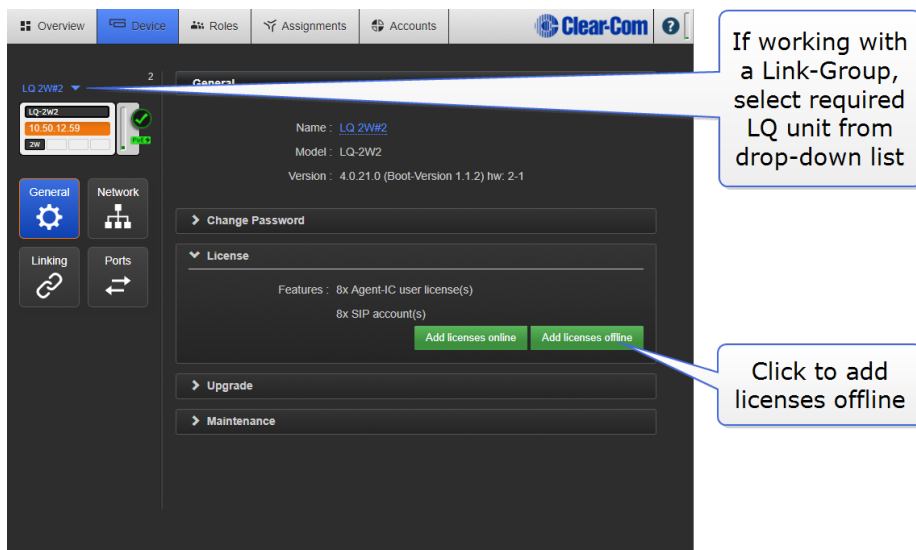 Overview
Device
Roles
Assignments
Accounts
Clear-Com
?
LQ 2W#2
2
LQ-2W2
10.50.12.59
2W
PoE+
General
Network
Linking
Ports
General
Name : LQ 2W#2
Model : LQ-2W2
Version : 4.0.21.0 (Boot-Version 1.1.2) hw: 2-1
Change Password
License
Features : 8x Agent-IC user license(s)
8x SIP account(s)
Add licenses online
Add licenses offline
Upgrade
Maintenance
If working with
a Link-Group,
select required
LQ unit from
drop-down list
Click to add
licenses offline